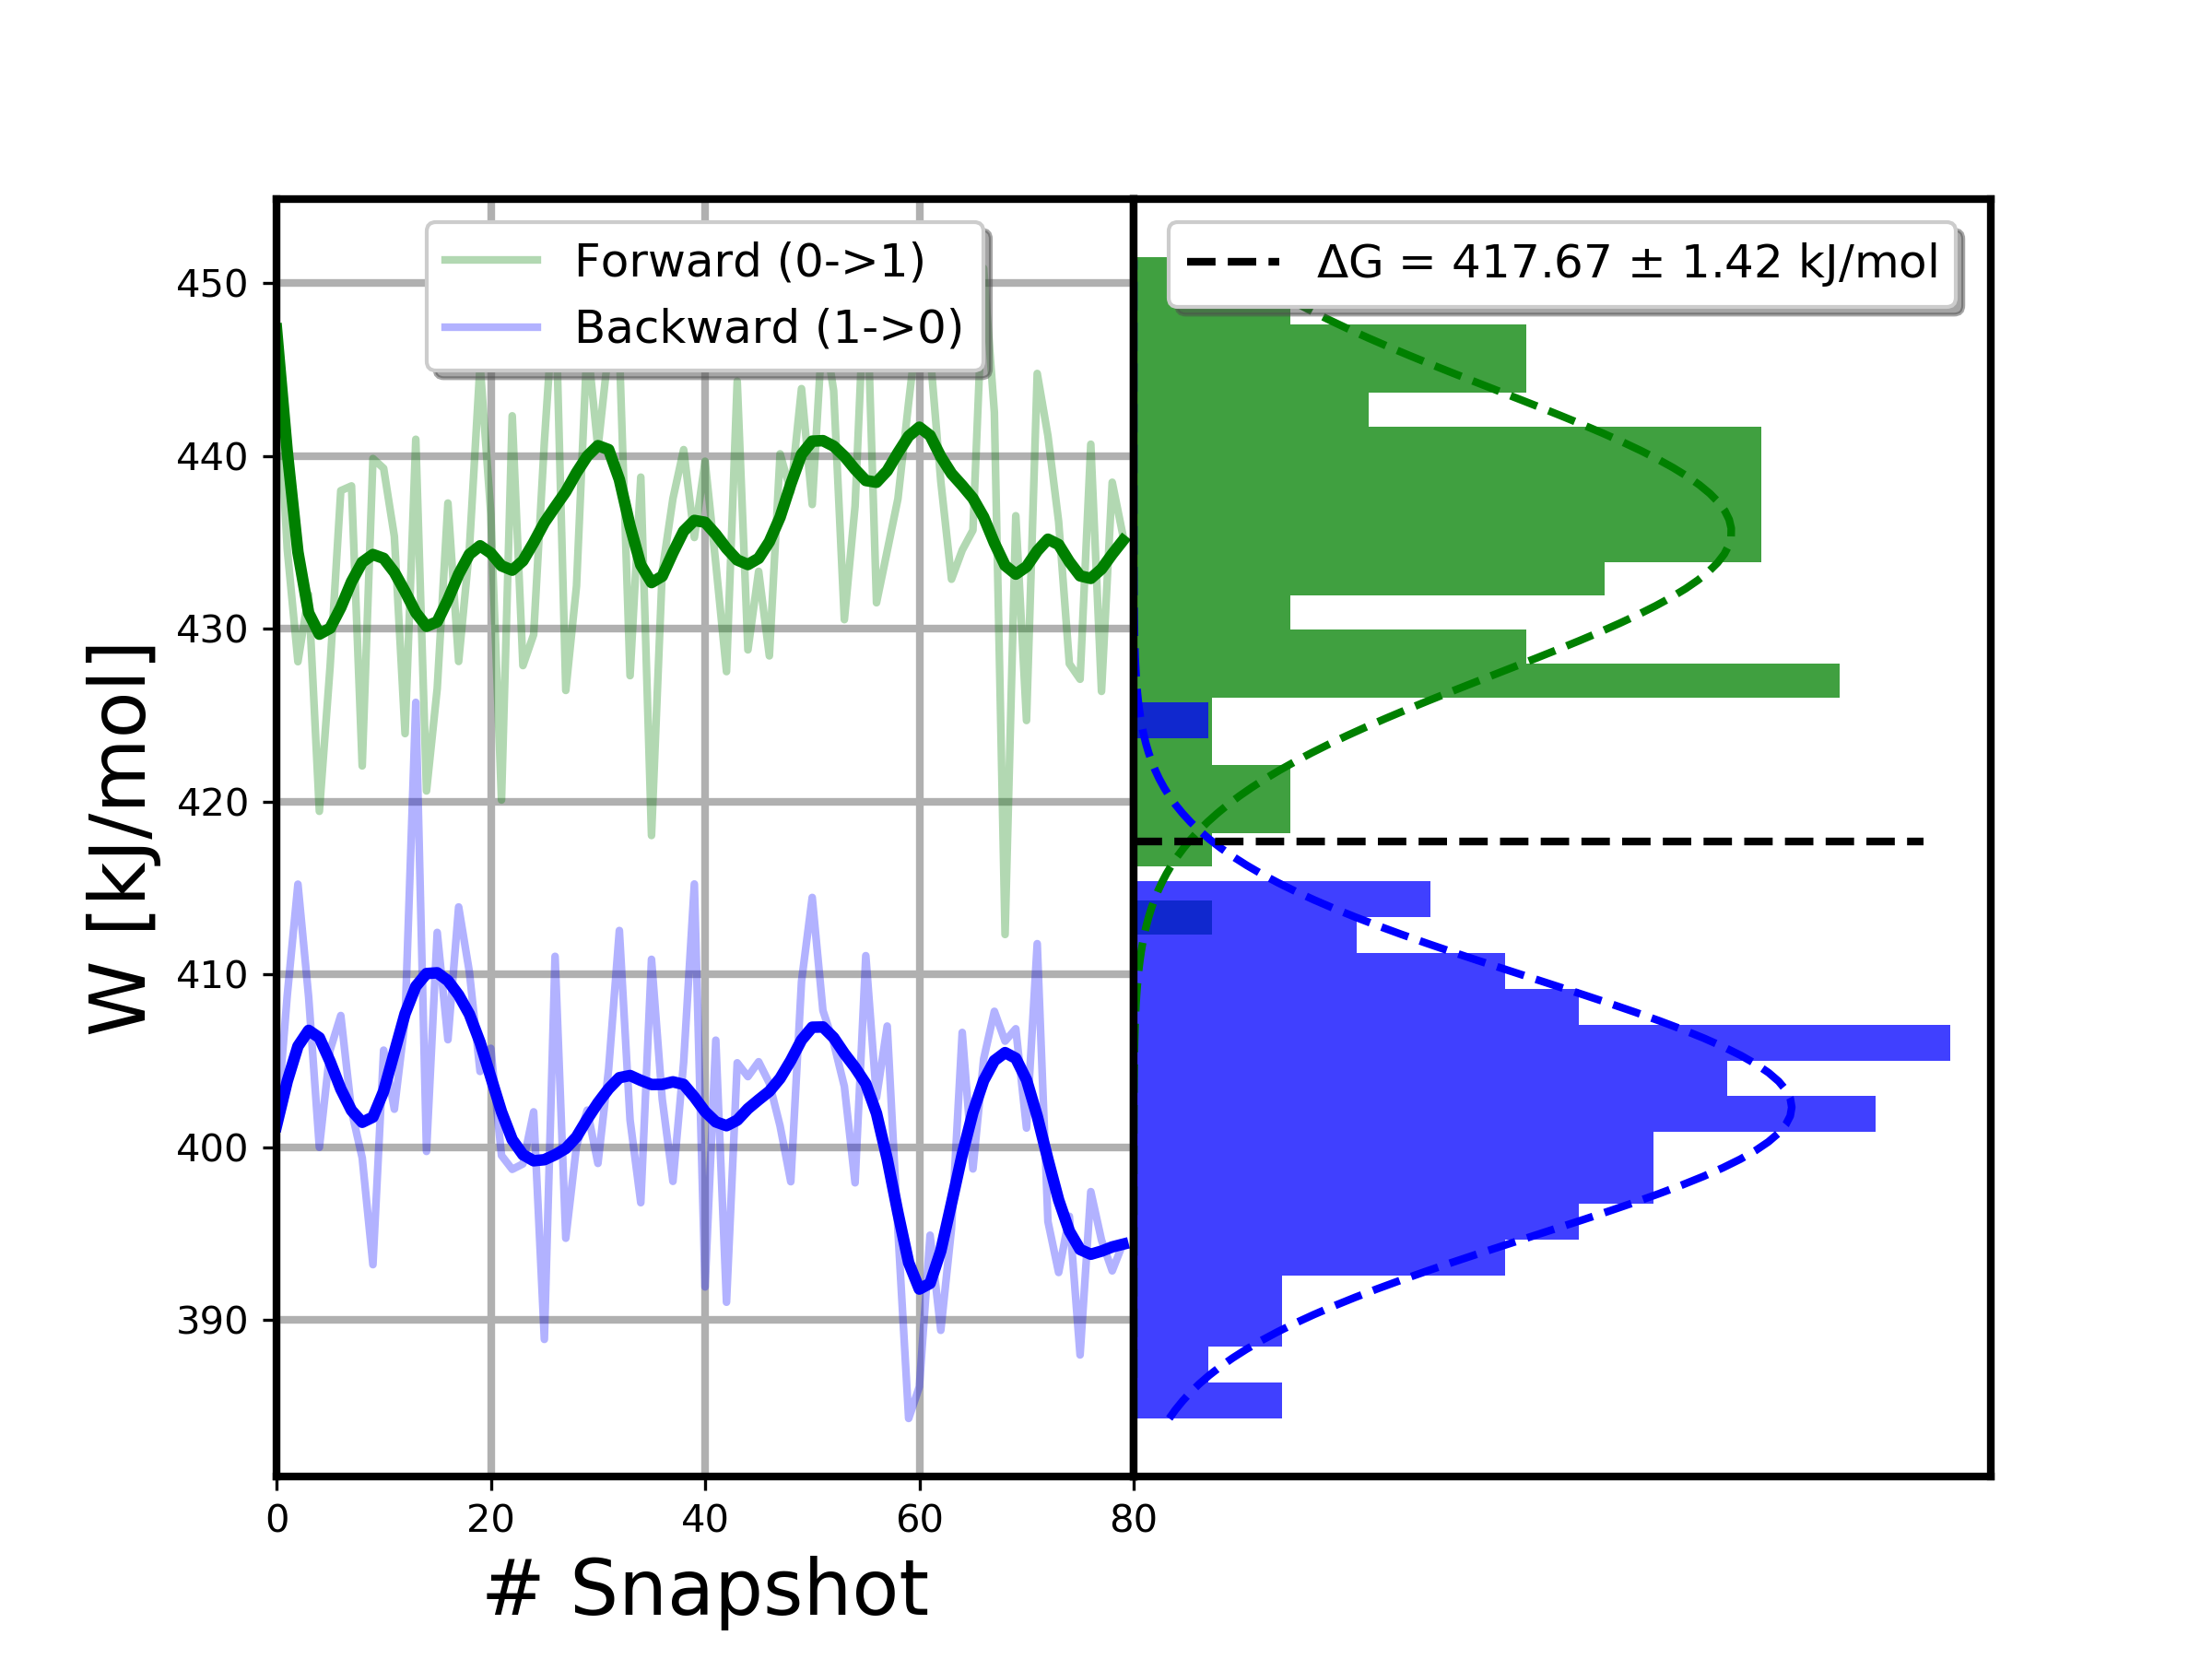 Forward (0->1)
Backward (1->0)
ΔG = 417.67 ± 1.42 kJ/mol
W [kJ/mol]
450
440
430
420
410
400
390
0 20 40 60 80
# Snapshot